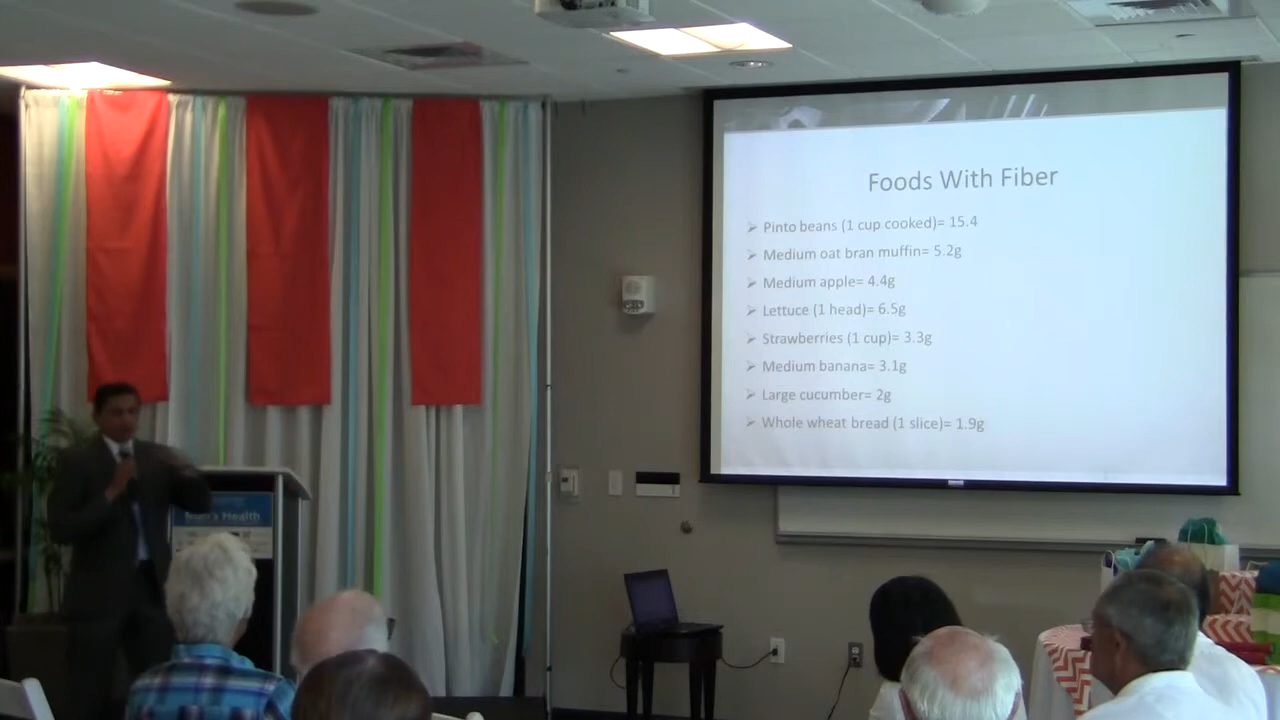 Foods With Fiber
➢ Pinto beans (1 cup cooked)= 15.4
➢ Medium oat bran muffin= 5.2g
➢ Medium apple= 4.4g
➢ Lettuce (1 head)= 6.5g
➢ Strawberries (1 cup)= 3.3g
➢ Medium banana= 3.1g
➢ Large cucumber= 2g
➢ Whole wheat bread (1 slice)= 1.9g
Men's Health